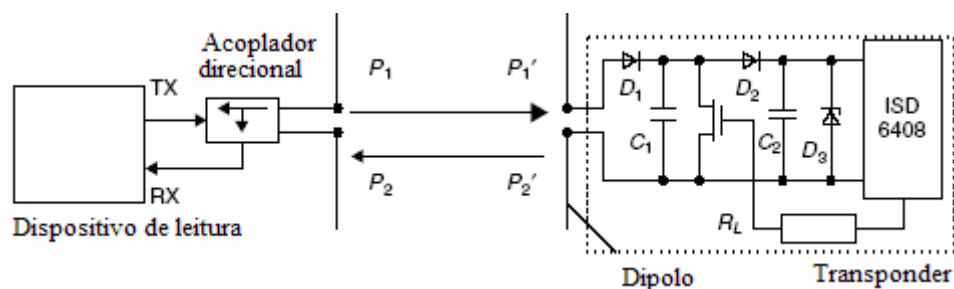 Acoplador
direcional
TX
RX
Dispositivo de leitura
P1
P1′
P2
P2′
D1
C1
D2
C2
D3
ISD
6408
RL
Dipolo
Transponder